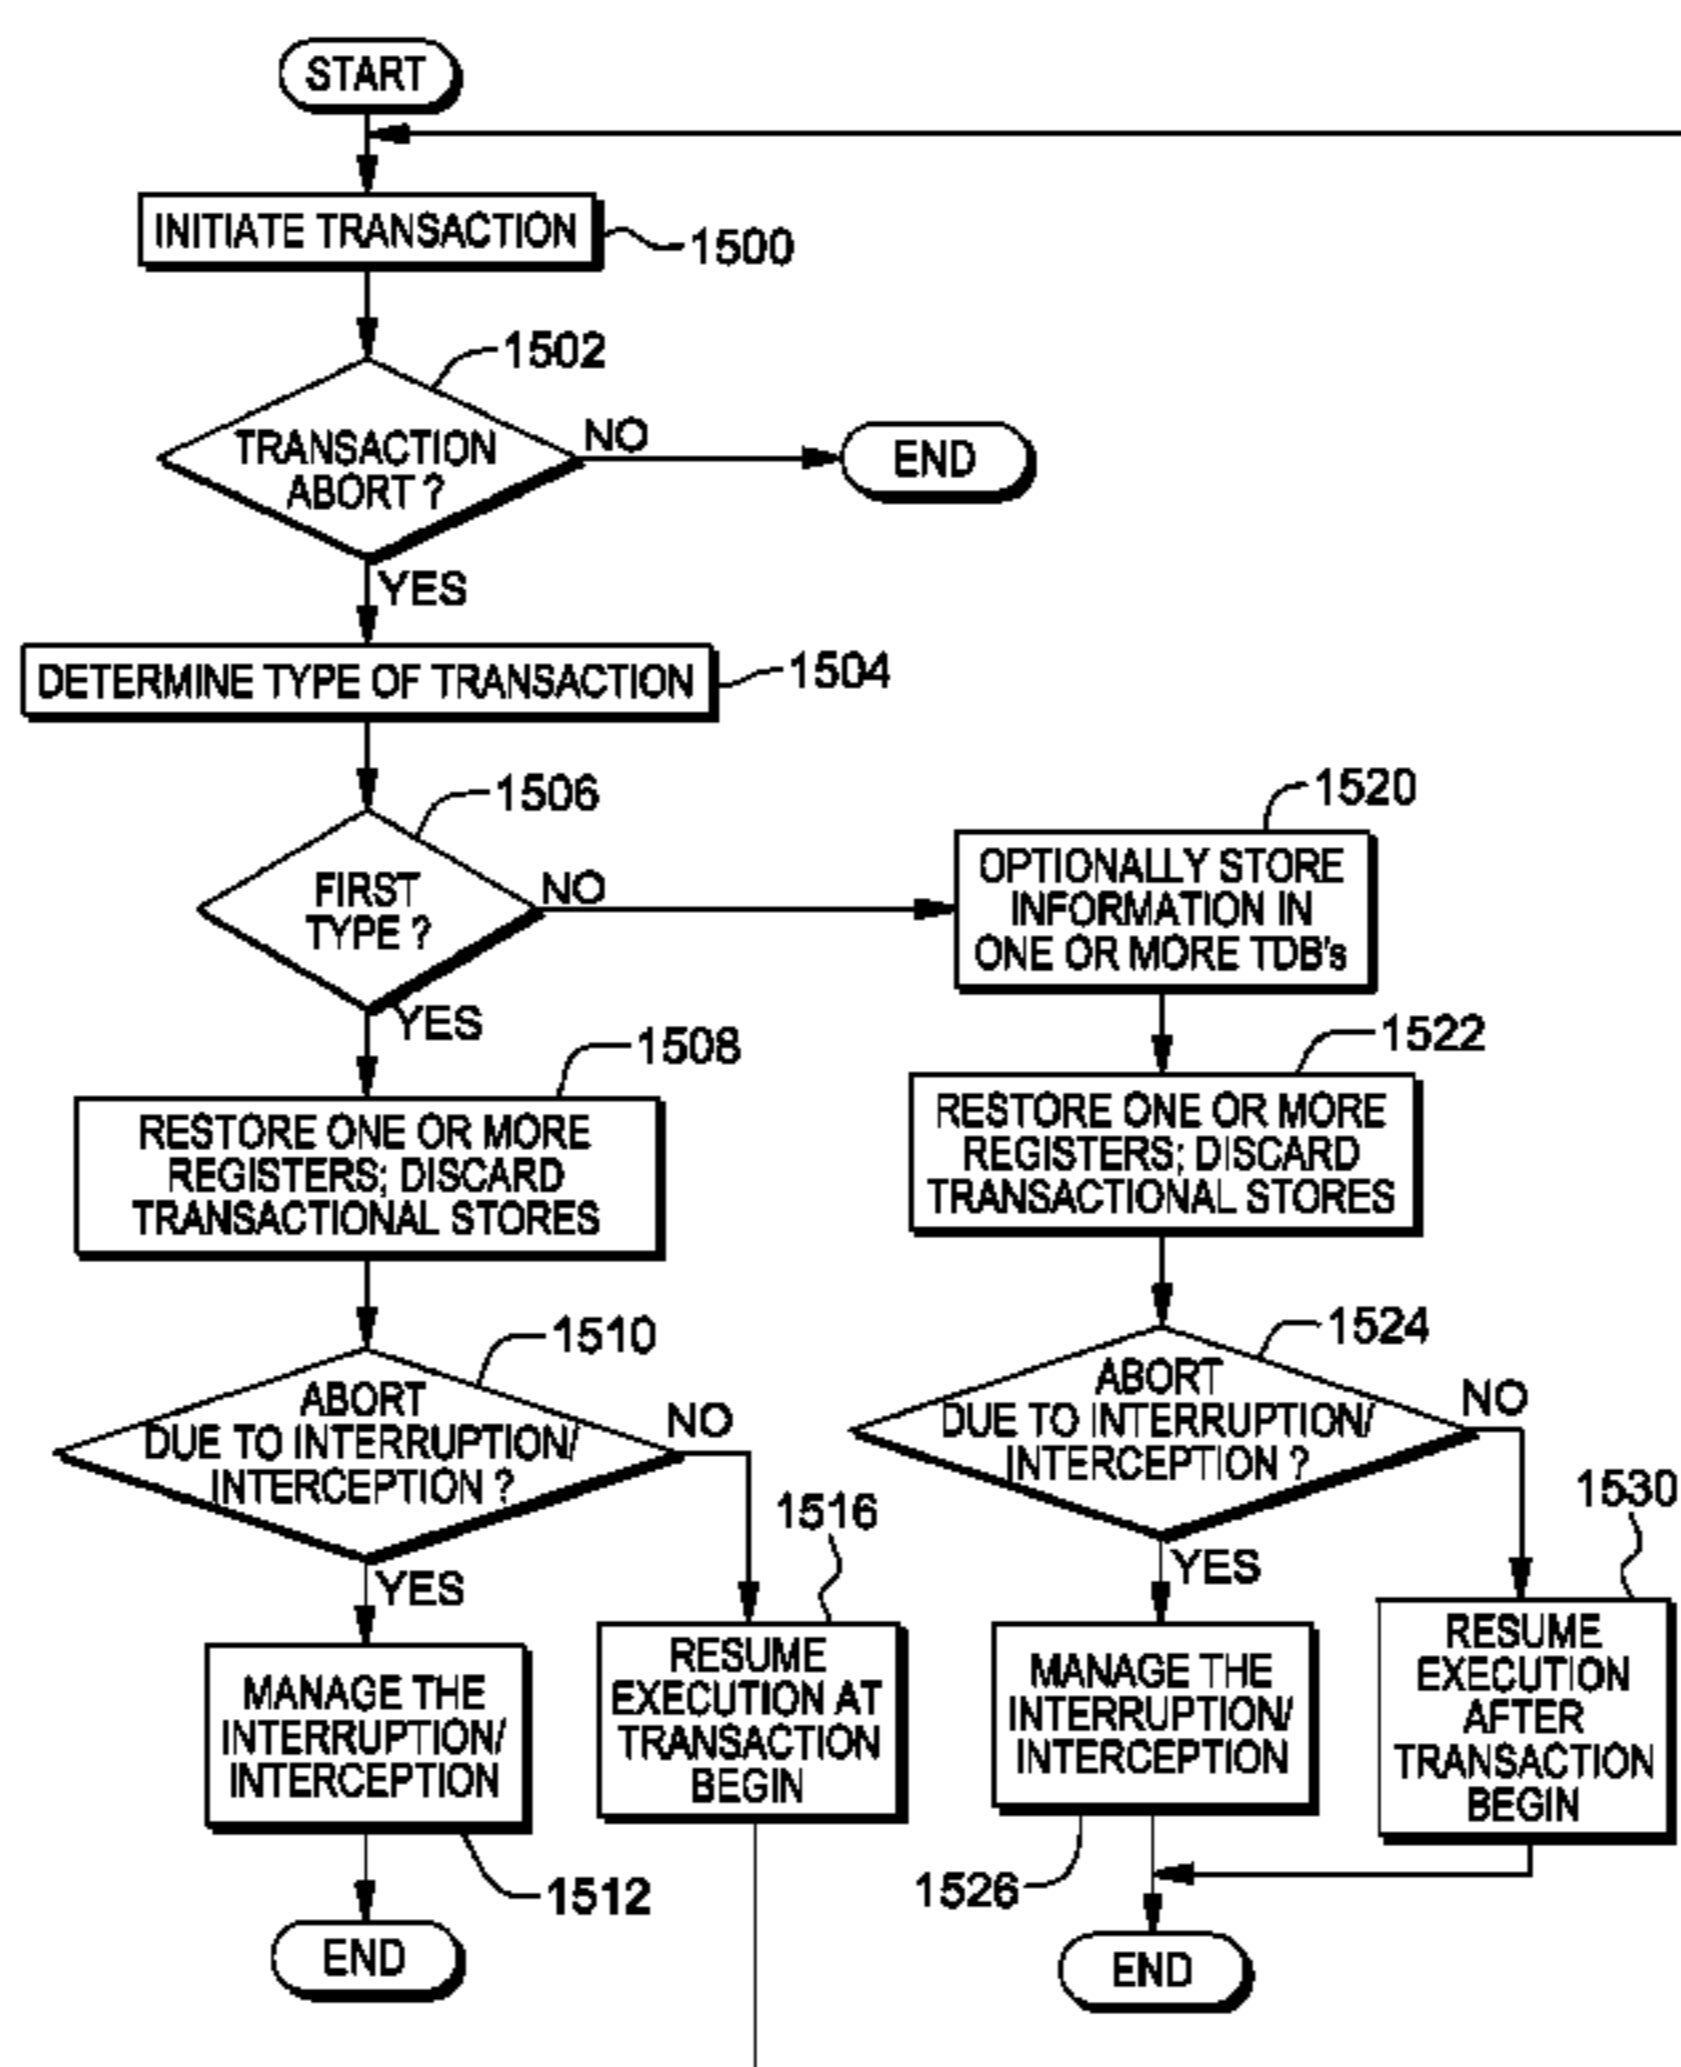 START
INITIATE TRANSACTION
1500
1502
TRANSACTION
ABORT ?
NO
END
YES
DETERMINE TYPE OF TRANSACTION
1504
1506
FIRST
TYPE ?
NO
YES
1520
OPTIONALLY STORE
INFORMATION IN
ONE OR MORE TDB's
1508
RESTORE ONE OR MORE
REGISTERS; DISCARD
TRANSACTIONAL STORES
1522
RESTORE ONE OR MORE
REGISTERS; DISCARD
TRANSACTIONAL STORES
1510
ABORT
DUE TO INTERRUPTION/
INTERCEPTION ?
NO
YES
1524
ABORT
DUE TO INTERRUPTION/
INTERCEPTION ?
NO
YES
1516
RESUME
EXECUTION AT
TRANSACTION
BEGIN
1530
RESUME
EXECUTION
AFTER
TRANSACTION
BEGIN
MANAGE THE
INTERRUPTION/
INTERCEPTION
1512
END
MANAGE THE
INTERRUPTION/
INTERCEPTION
1526
END